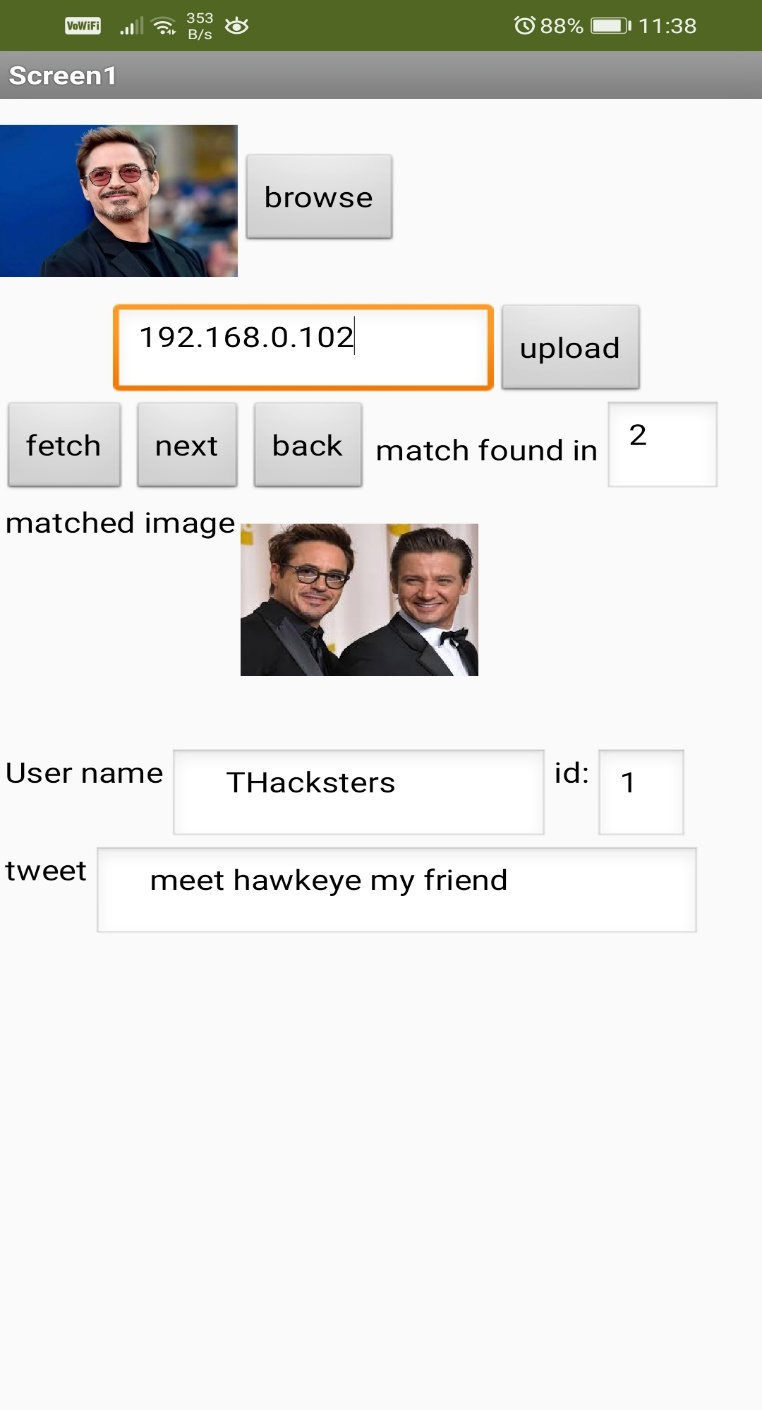 VoWiFi 353 B/s 88% 11:38
Screen1
browse
192.168.0.102 upload
fetch next back match found in 2
matched image
User name THacksters id: 1
tweet meet hawkeye my friend